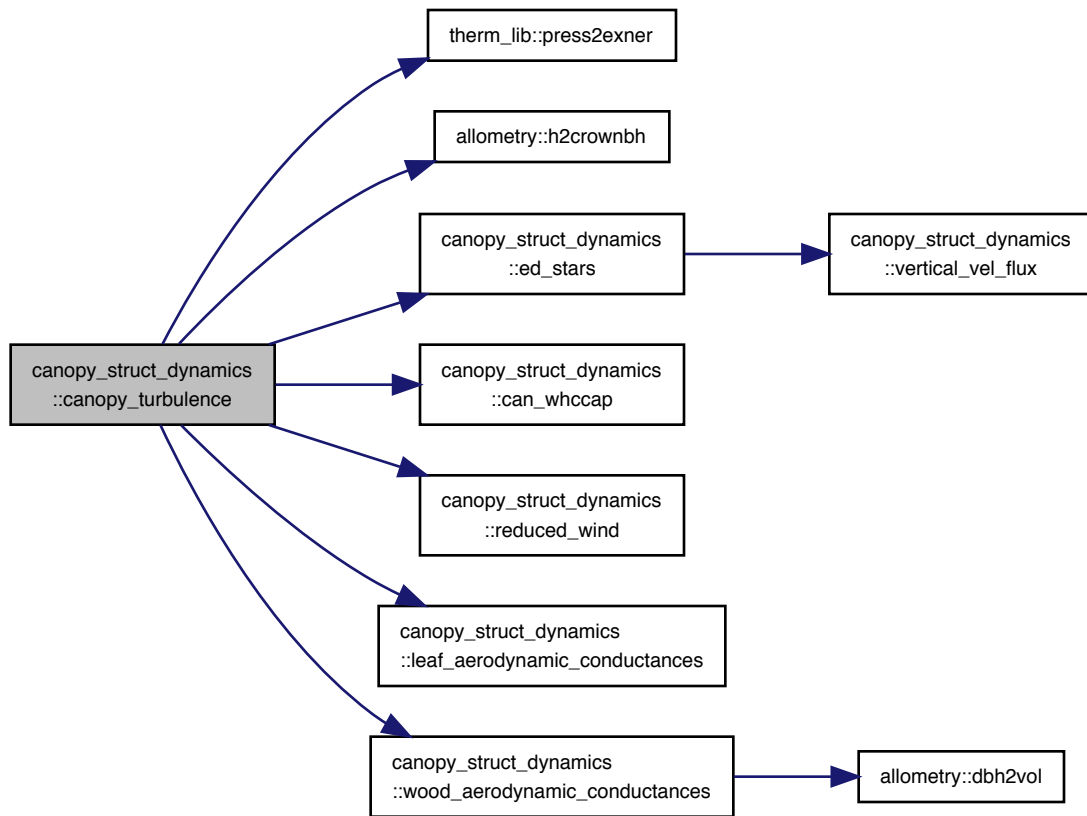 therm_lib::press2exner
allometry::h2crownbh
canopy_struct_dynamics
::ed_stars
canopy_struct_dynamics
::vertical_vel_flux
canopy_struct_dynamics
::canopy_turbulence
canopy_struct_dynamics
::can_whccap
canopy_struct_dynamics
::reduced_wind
canopy_struct_dynamics
::leaf_aerodynamic_conductances
canopy_struct_dynamics
::wood_aerodynamic_conductances
allometry::dbh2vol